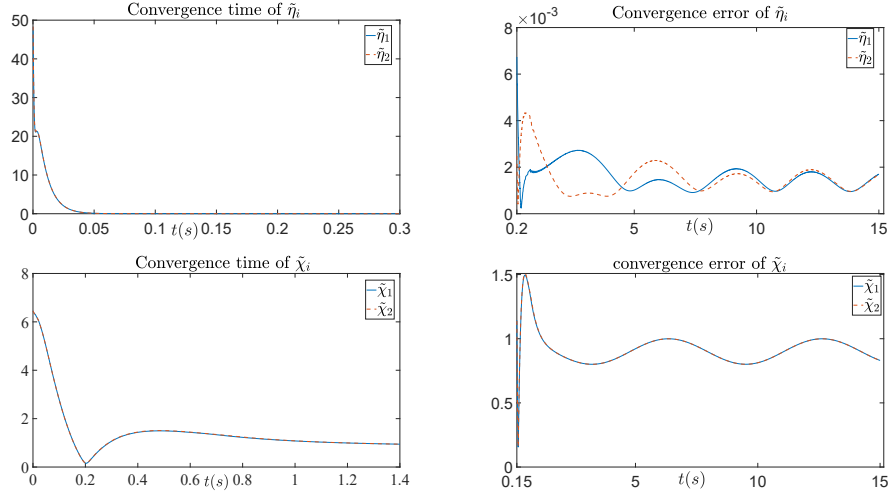 Convergence time of η̃ᵢ
50
40
30
20
10
0
η̃₁
η̃₂
0 0.05 0.1 t(s) 0.15 0.2 0.25 0.3
Convergence error of η̃ᵢ
×10⁻³
8
6
4
2
0
η̃₁
η̃₂
0.2 5 t(s) 10 15
Convergence time of χ̃ᵢ
8
6
4
2
0
χ̃₁
χ̃₂
0 0.2 0.4 0.6 t(s) 0.8 1 1.2 1.4
convergence error of χ̃ᵢ
1.5
1
0.5
0
χ̃₁
χ̃₂
0.15 5 t(s) 10 15